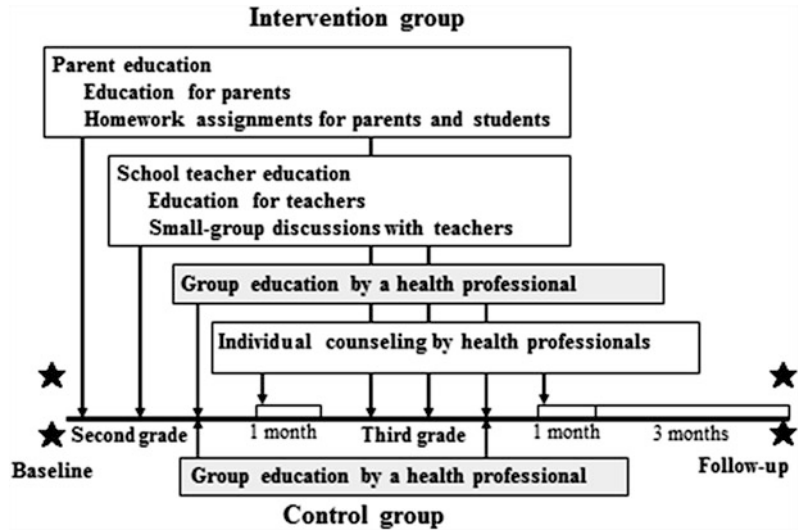 Intervention group
Parent education
Education for parents
Homework assignments for parents and students
School teacher education
Education for teachers
Small-group discussions with teachers
Group education by a health professional
Individual counseling by health professionals
Second grade
1 month
Third grade
1 month
3 months
Baseline
Follow-up
Group education by a health professional
Control group